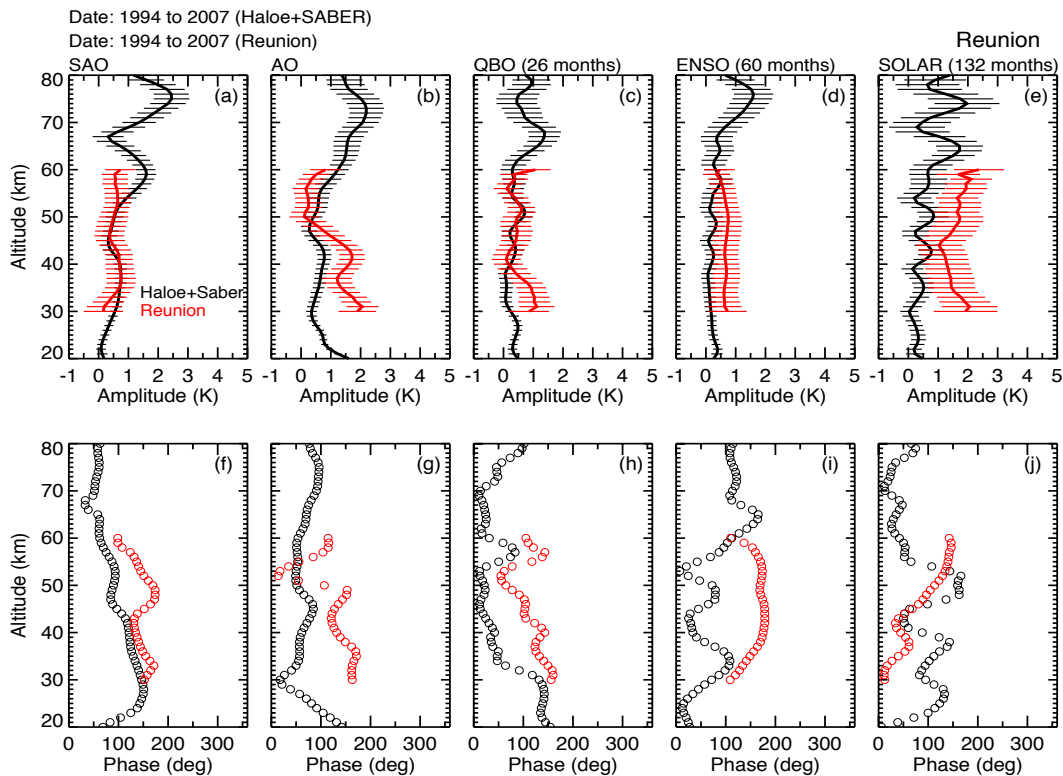 Date: 1994 to 2007 (Haloe+SABER)
Date: 1994 to 2007 (Reunion)
Reunion
SAO
AO
QBO (26 months)
ENSO (60 months)
SOLAR (132 months)
80
70
60
50
40
30
20
Altitude (km)
(a)
(b)
(c)
(d)
(e)
Haloe+Saber
Reunion
-1 0 1 2 3 4 5
-1 0 1 2 3 4 5
-1 0 1 2 3 4 5
-1 0 1 2 3 4 5
-1 0 1 2 3 4 5
Amplitude (K)
Amplitude (K)
Amplitude (K)
Amplitude (K)
Amplitude (K)
80
70
60
50
40
30
20
Altitude (km)
(f)
(g)
(h)
(i)
(j)
0 100 200 300
0 100 200 300
0 100 200 300
0 100 200 300
0 100 200 300
Phase (deg)
Phase (deg)
Phase (deg)
Phase (deg)
Phase (deg)